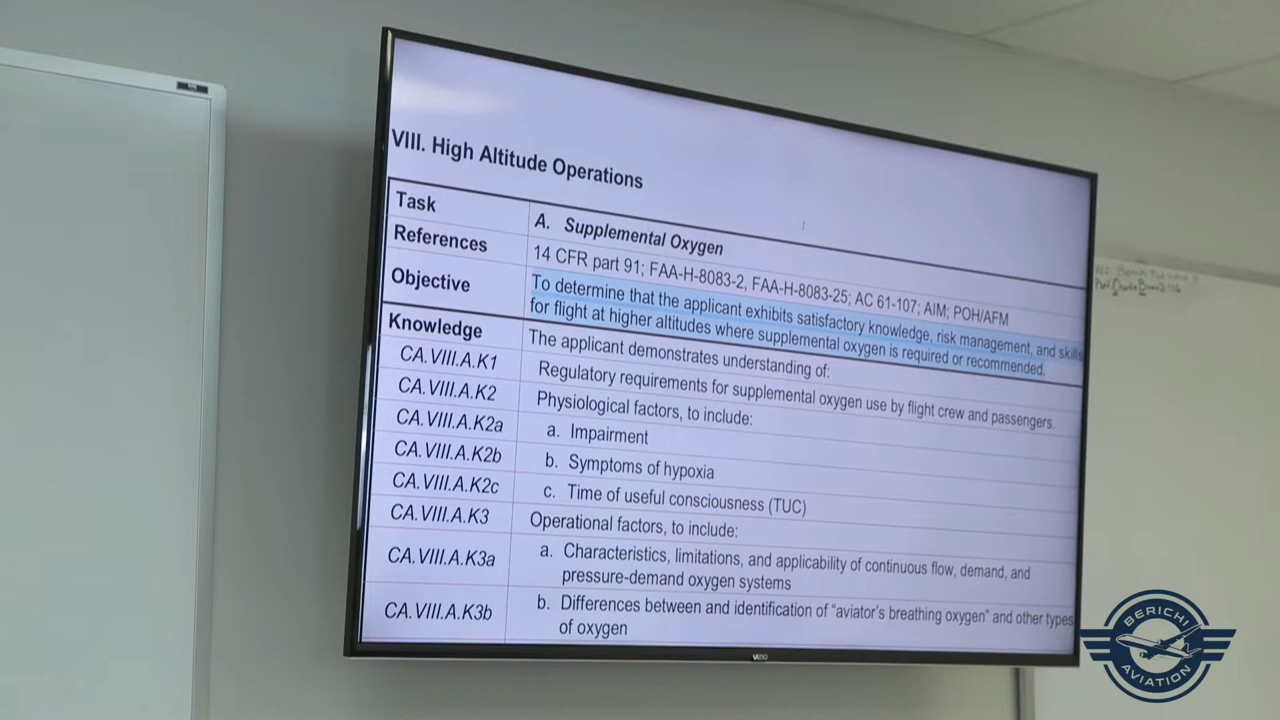 VIII. High Altitude Operations
Task
A. Supplemental Oxygen
References
14 CFR part 91; FAA-H-8083-2, FAA-H-8083-25; AC 61-107; AIM; POH/AFM
Objective
To determine that the applicant exhibits satisfactory knowledge, risk management, and skills
for flight at higher altitudes where supplemental oxygen is required or recommended.
Knowledge
The applicant demonstrates understanding of:
CA.VIII.A.K1
Regulatory requirements for supplemental oxygen use by flight crew and passengers.
CA.VIII.A.K2
Physiological factors, to include:
CA.VIII.A.K2a
a. Impairment
CA.VIII.A.K2b
b. Symptoms of hypoxia
CA.VIII.A.K2c
c. Time of useful consciousness (TUC)
CA.VIII.A.K3
Operational factors, to include:
CA.VIII.A.K3a
a. Characteristics, limitations, and applicability of continuous flow, demand, and
pressure-demand oxygen systems
CA.VIII.A.K3b
b. Differences between and identification of “aviator's breathing oxygen” and other types
of oxygen
VIZIO
BERICHI
AVIATION